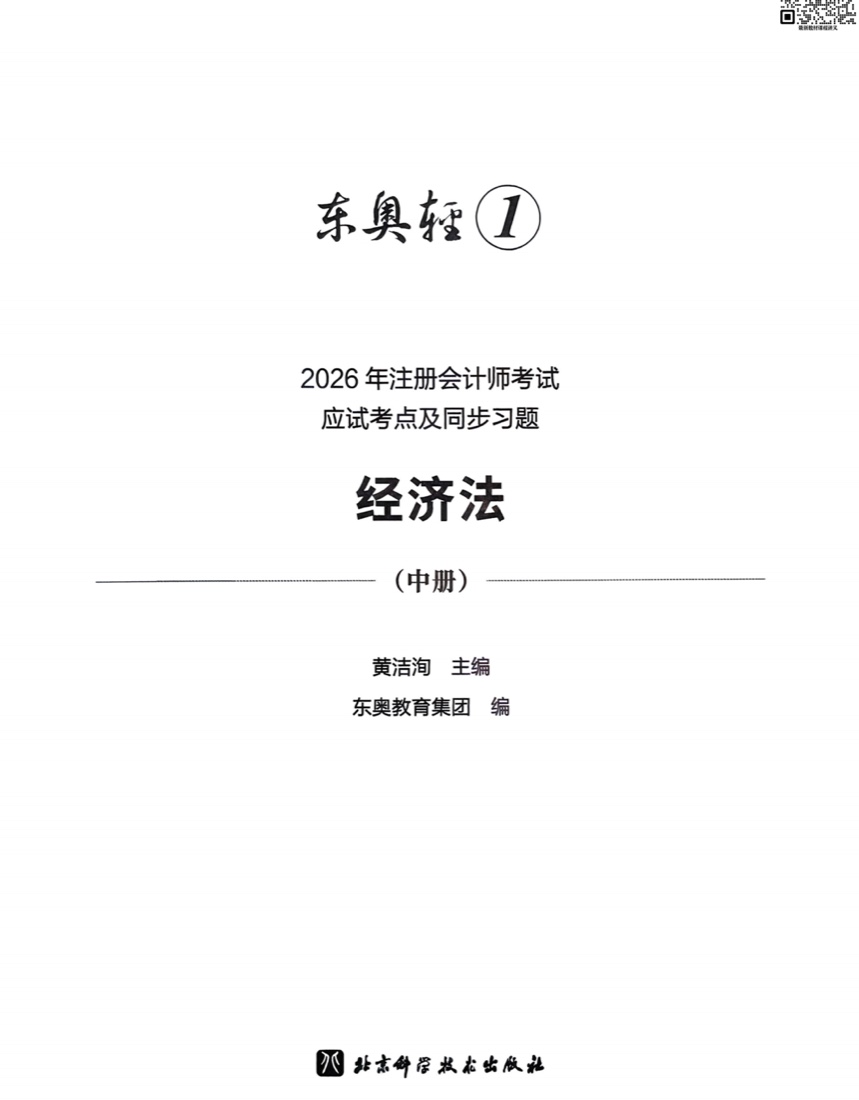 东奥輕1
2026年注册会计师考试
应试考点及同步习题
经济法
（中册）
黄洁洵 主编
东奥教育集团 编
北京科学技术出版社